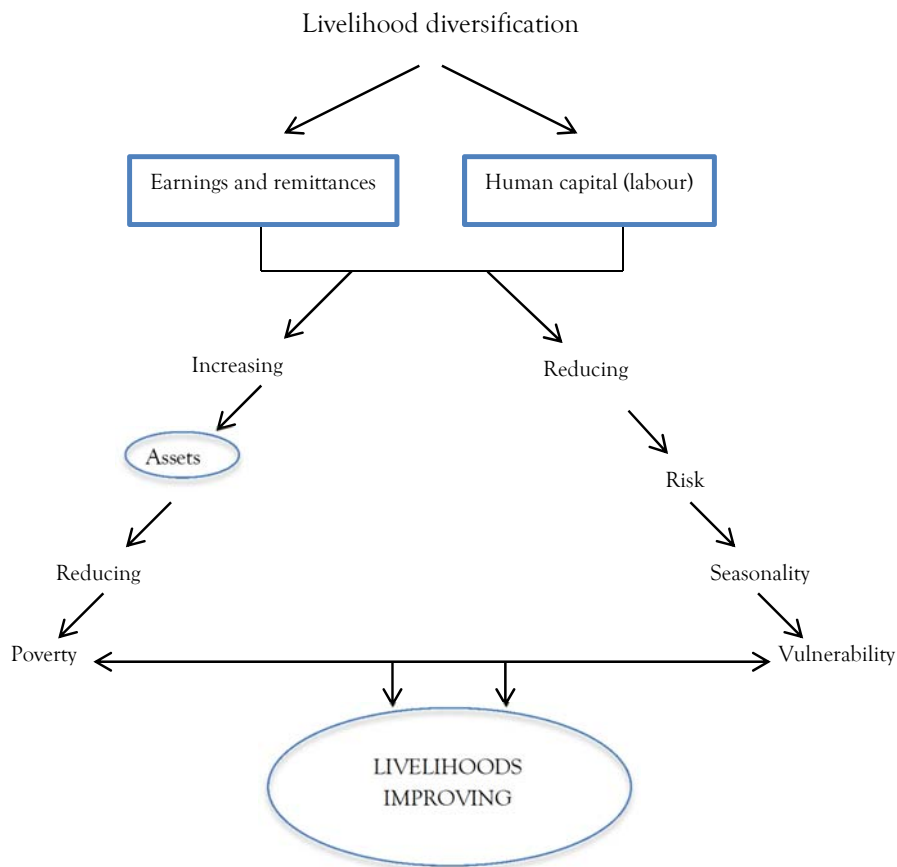 Livelihood diversification
Earnings and remittances
Human capital (labour)
Increasing
Reducing
Assets
Risk
Reducing
Seasonality
Poverty
Vulnerability
LIVELIHOODS
IMPROVING